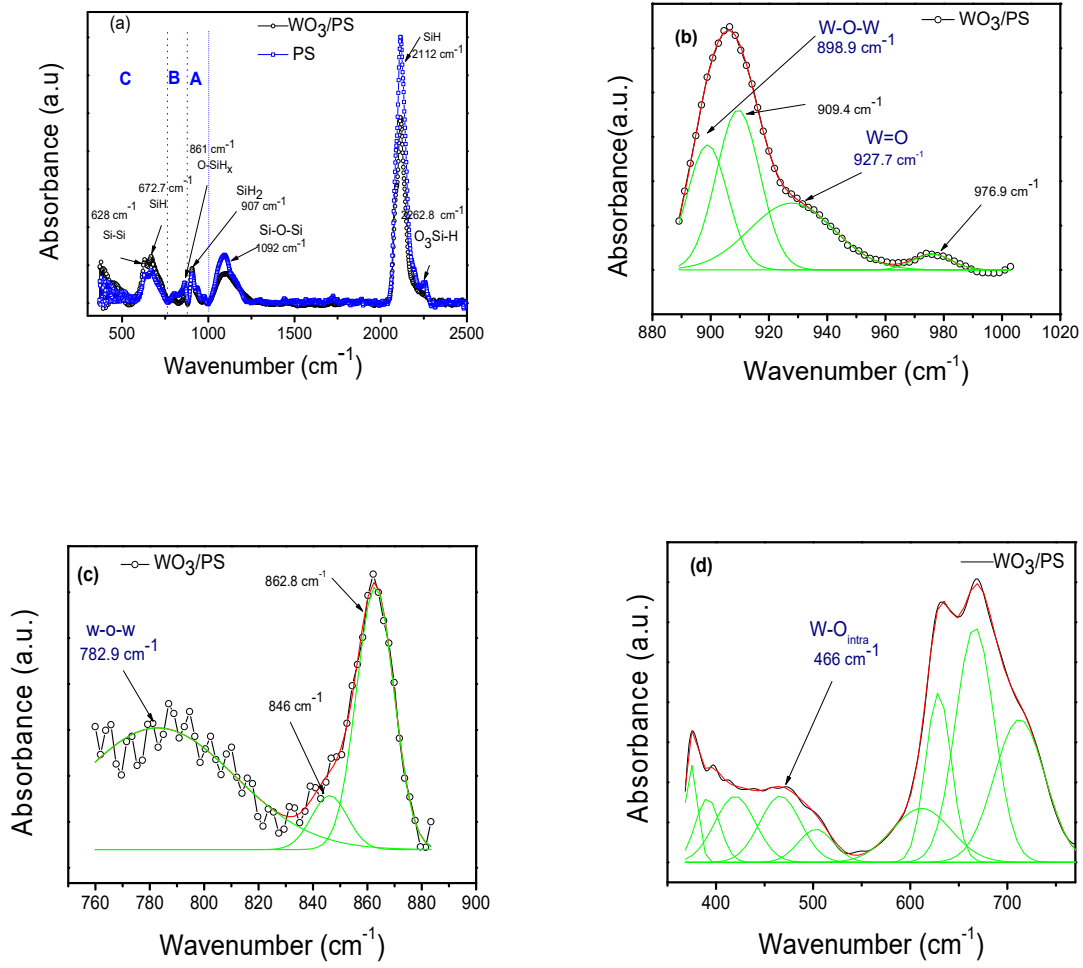 (a)
WO3/PS
PS
SiH
2112 cm-1
C
B
A
861 cm-1
O-SiHx
672.7 cm-1
SiH
628 cm-1
Si-Si
SiH2
907 cm-1
Si-O-Si
1092 cm-1
2262.8 cm-1
O3Si-H
Absorbance (a.u)
500
1000
1500
2000
2500
Wavenumber (cm-1)
(b)
WO3/PS
W-O-W
898.9 cm-1
909.4 cm-1
W=O
927.7 cm-1
976.9 cm-1
Absorbance(a.u.)
880
900
920
940
960
980
1000
1020
Wavenumber (cm-1)
(c)
WO3/PS
862.8 cm-1
W-O-W
782.9 cm-1
846 cm-1
Absorbance (a.u.)
760
780
800
820
840
860
880
900
Wavenumber (cm-1)
(d)
WO3/PS
W-Ointra
466 cm-1
Absorbance (a.u.)
400
500
600
700
Wavenumber (cm-1)